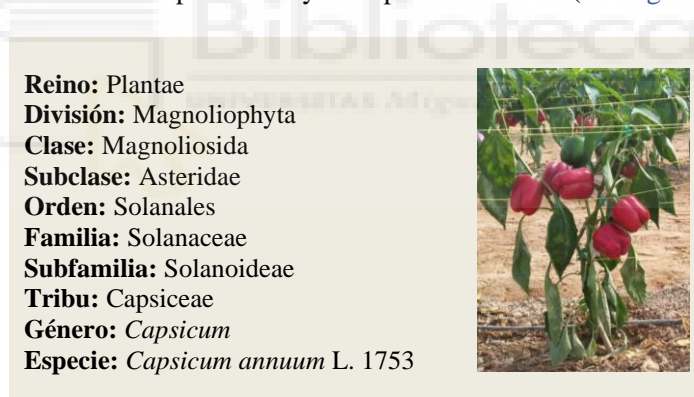 Biblioteca
Reino: Plantae
División: Magnoliophyta
Clase: Magnoliosida
Subclase: Asteridae
Orden: Solanales
Familia: Solanaceae
Subfamilia: Solanoideae
Tribu: Capsiceae
Género: Capsicum
Especie: Capsicum annuum L. 1753